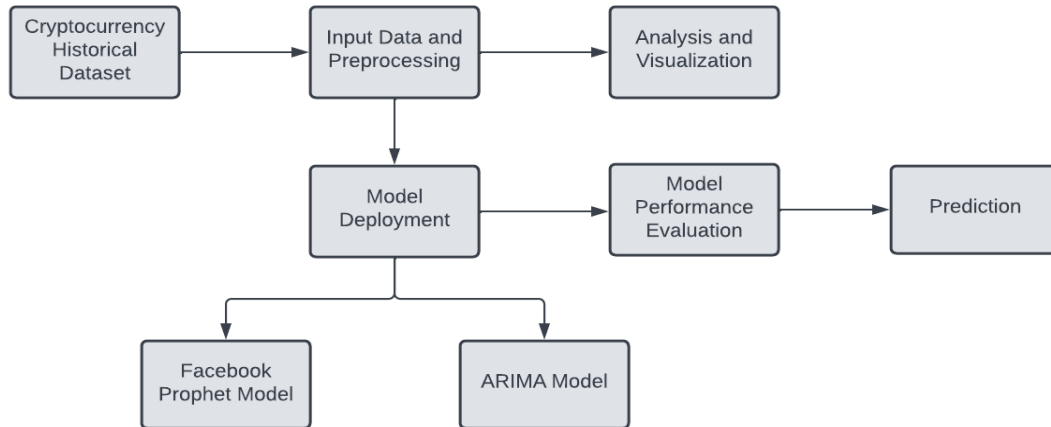 Cryptocurrency
Historical
Dataset
Input Data and
Preprocessing
Analysis and
Visualization
Model
Deployment
Model
Performance
Evaluation
Prediction
Facebook
Prophet Model
ARIMA Model